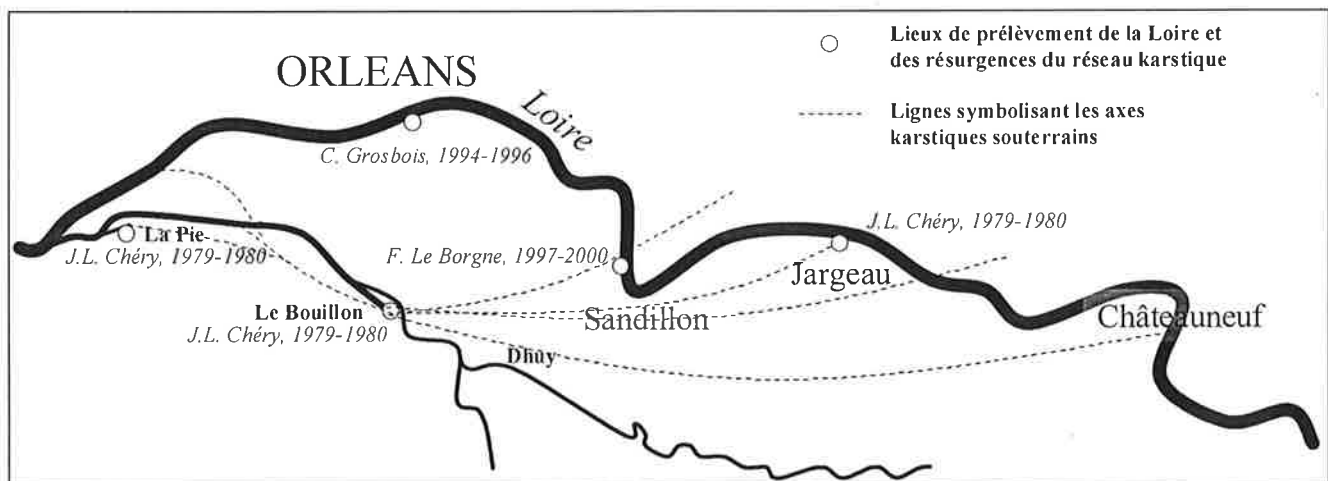 Lieux de prélèvement de la Loire et
des résurgences du réseau karstique
ORLEANS
Loire
Lignes symbolisant les axes
karstiques souterrains
C. Grosbois, 1994-1996
J.L. Chéry, 1979-1980
La Pie
J.L. Chéry, 1979-1980
F. Le Borgne, 1997-2000
Jargeau
Le Bouillon
J.L. Chéry, 1979-1980
Sandillon
Châteauneuf
Dhuy